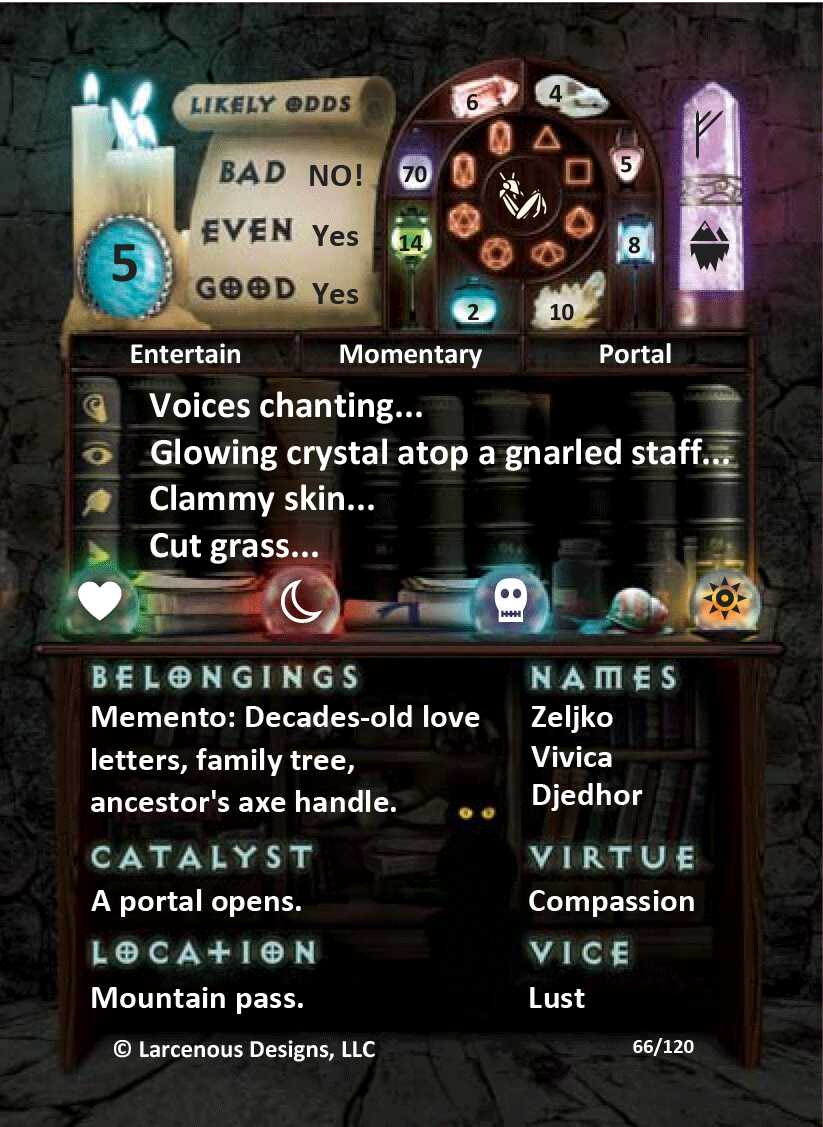 LIKELY ODDS
BAD NO!
EVEN Yes
GOOD Yes
5
6
4
70
5
14
8
2
10
Entertain Momentary Portal
Voices chanting...
Glowing crystal atop a gnarled staff...
Clammy skin...
Cut grass...
BELONGINGS
Memento: Decades-old love
letters, family tree,
ancestor's axe handle.
NAMES
Zeljko
Vivica
Djedhor
CATALYST
A portal opens.
VIRTUE
Compassion
LOCATION
Mountain pass.
VICE
Lust
© Larcenous Designs, LLC
66/120